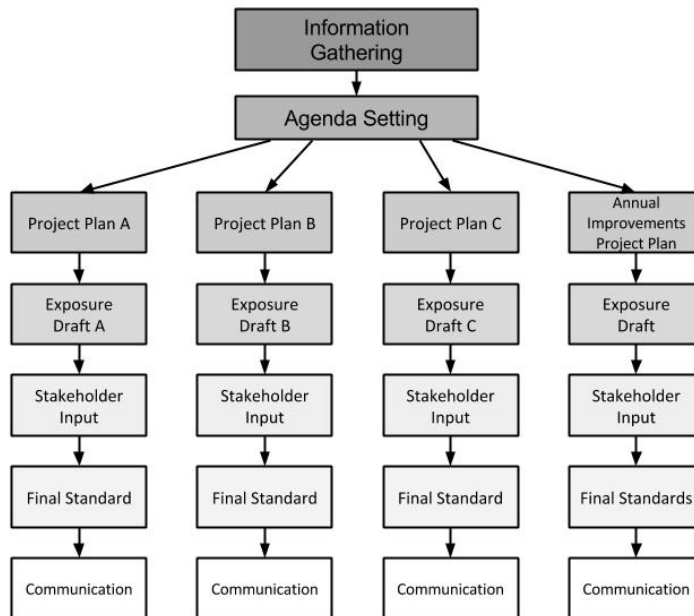 Information
Gathering
Agenda Setting
Project Plan A
Project Plan B
Project Plan C
Annual
Improvements
Project Plan
Exposure
Draft A
Exposure
Draft B
Exposure
Draft C
Exposure
Draft
Stakeholder
Input
Stakeholder
Input
Stakeholder
Input
Stakeholder
Input
Final Standard
Final Standard
Final Standard
Final Standards
Communication
Communication
Communication
Communication